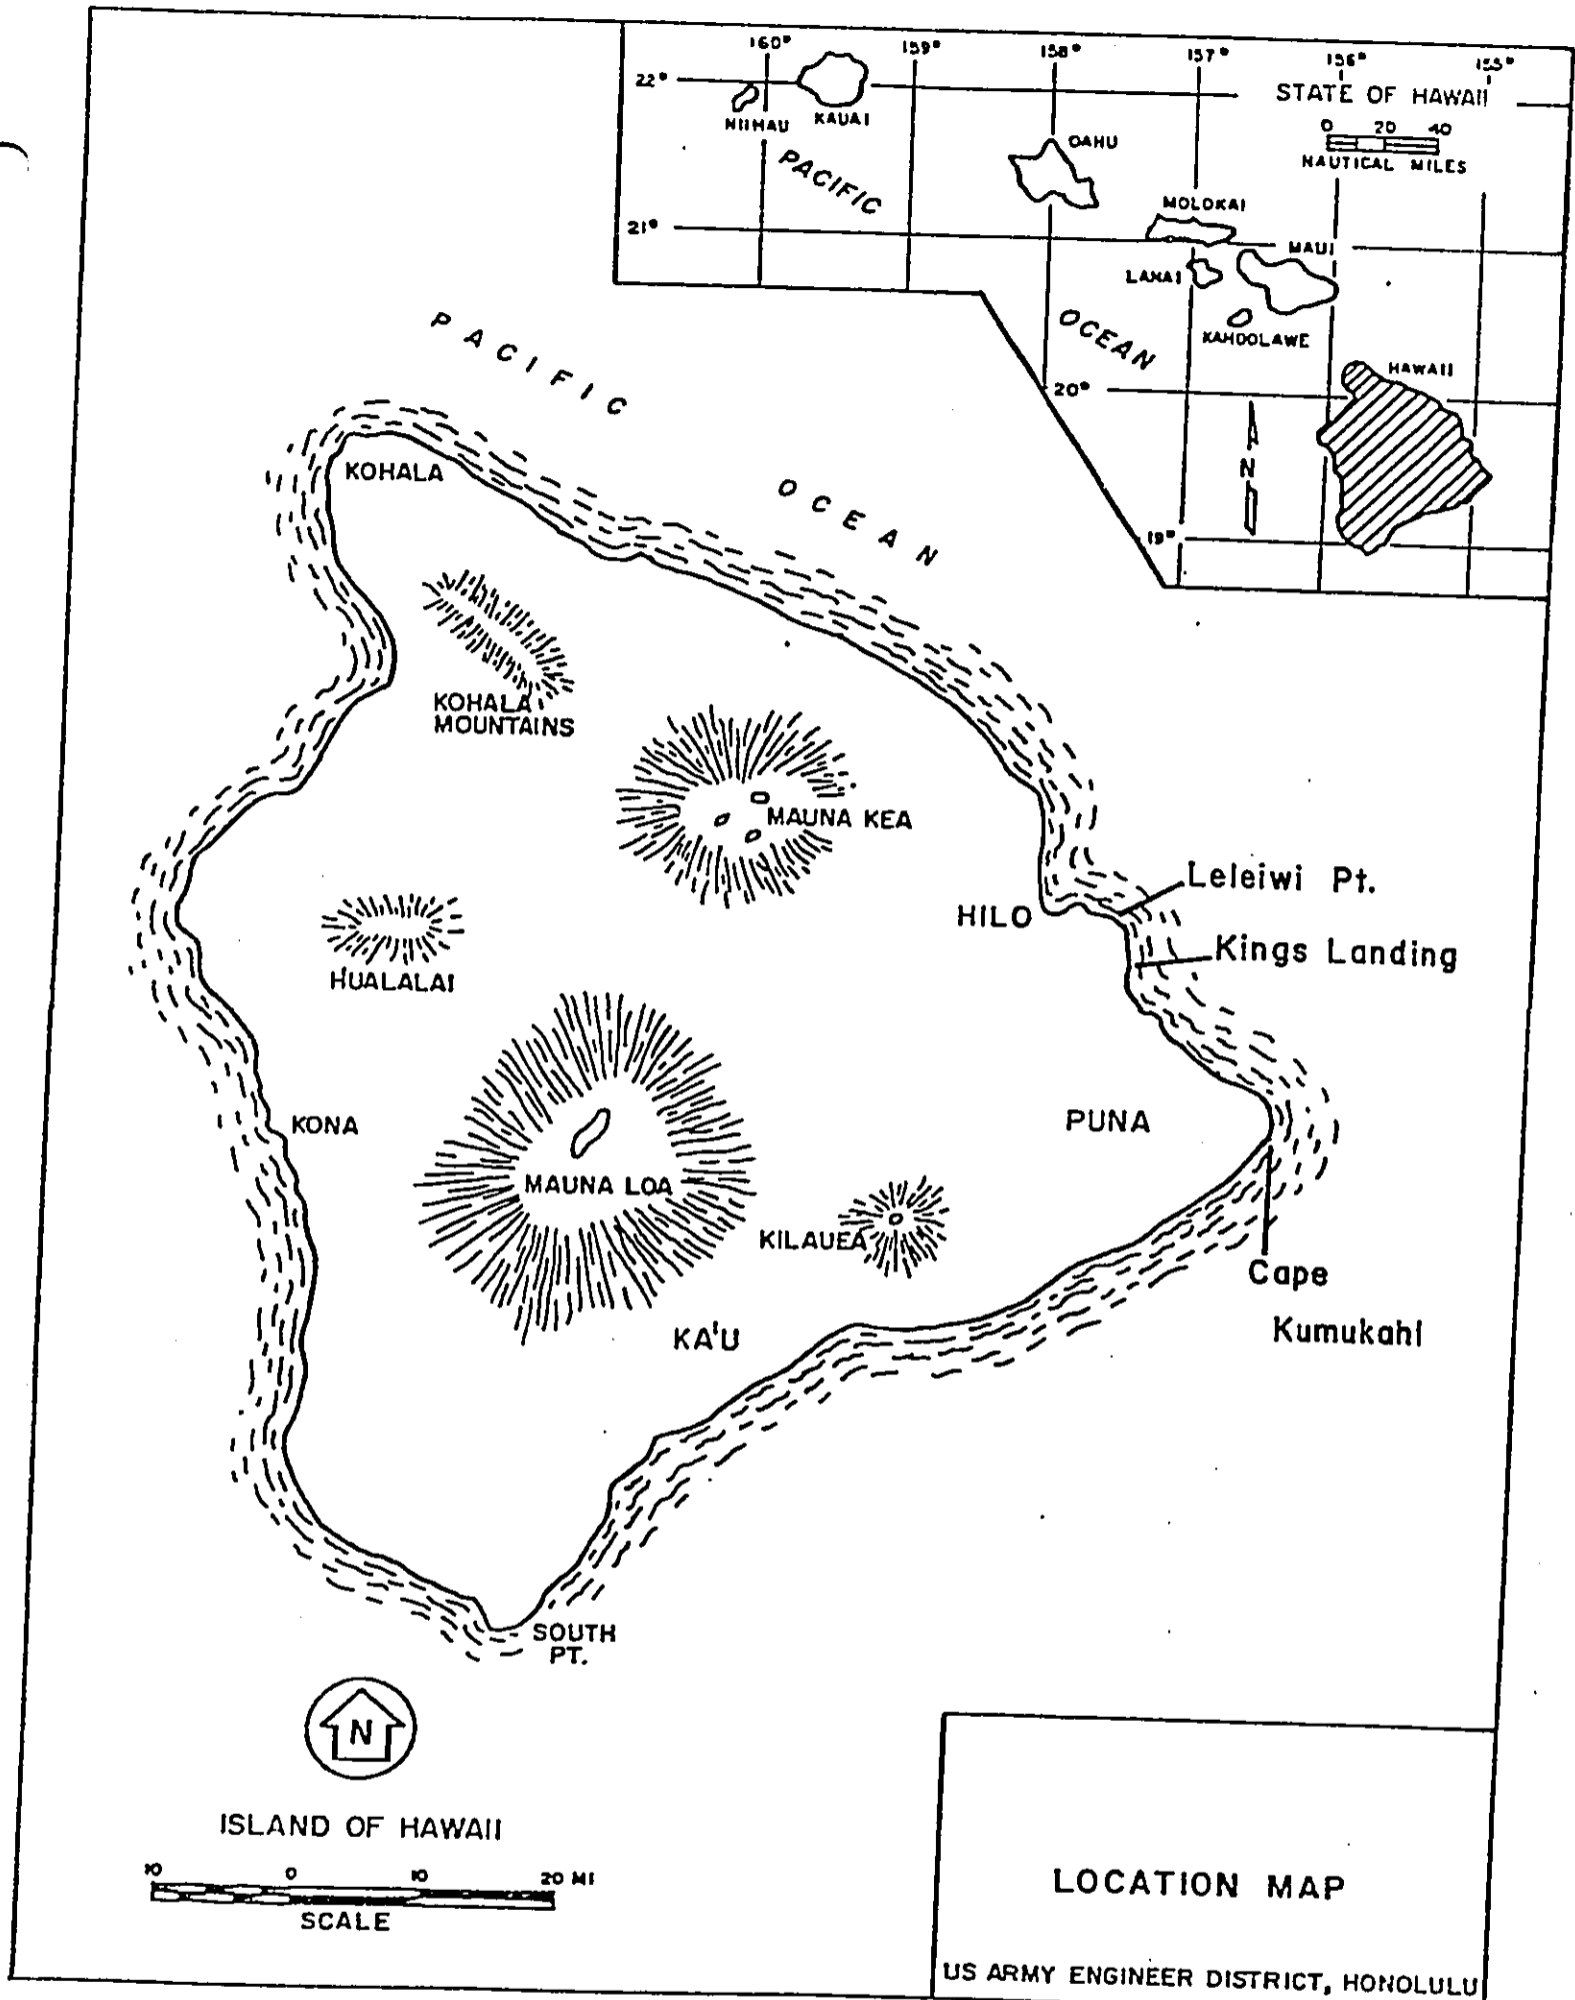 160° 159° 158° 157° 156° 155°
22°
STATE OF HAWAII
0 20 40
NAUTICAL MILES
NIIHAU
KAUAI
OAHU
PACIFIC
MOLOKAI
21°
MAUI
LANAI
OCEAN
KAHOOLAWE
HAWAII
20°
N
19°
PACIFIC
OCEAN
KOHALA
KOHALA
MOUNTAINS
MAUNA KEA
Leleiwi Pt.
HILO
Kings Landing
HUALALAI
KONA
PUNA
MAUNA LOA
KILAUEA
Cape
Kumukahi
KA'U
SOUTH
PT.
N
ISLAND OF HAWAII
10 0 10 20 MI
SCALE
LOCATION MAP
US ARMY ENGINEER DISTRICT, HONOLULU